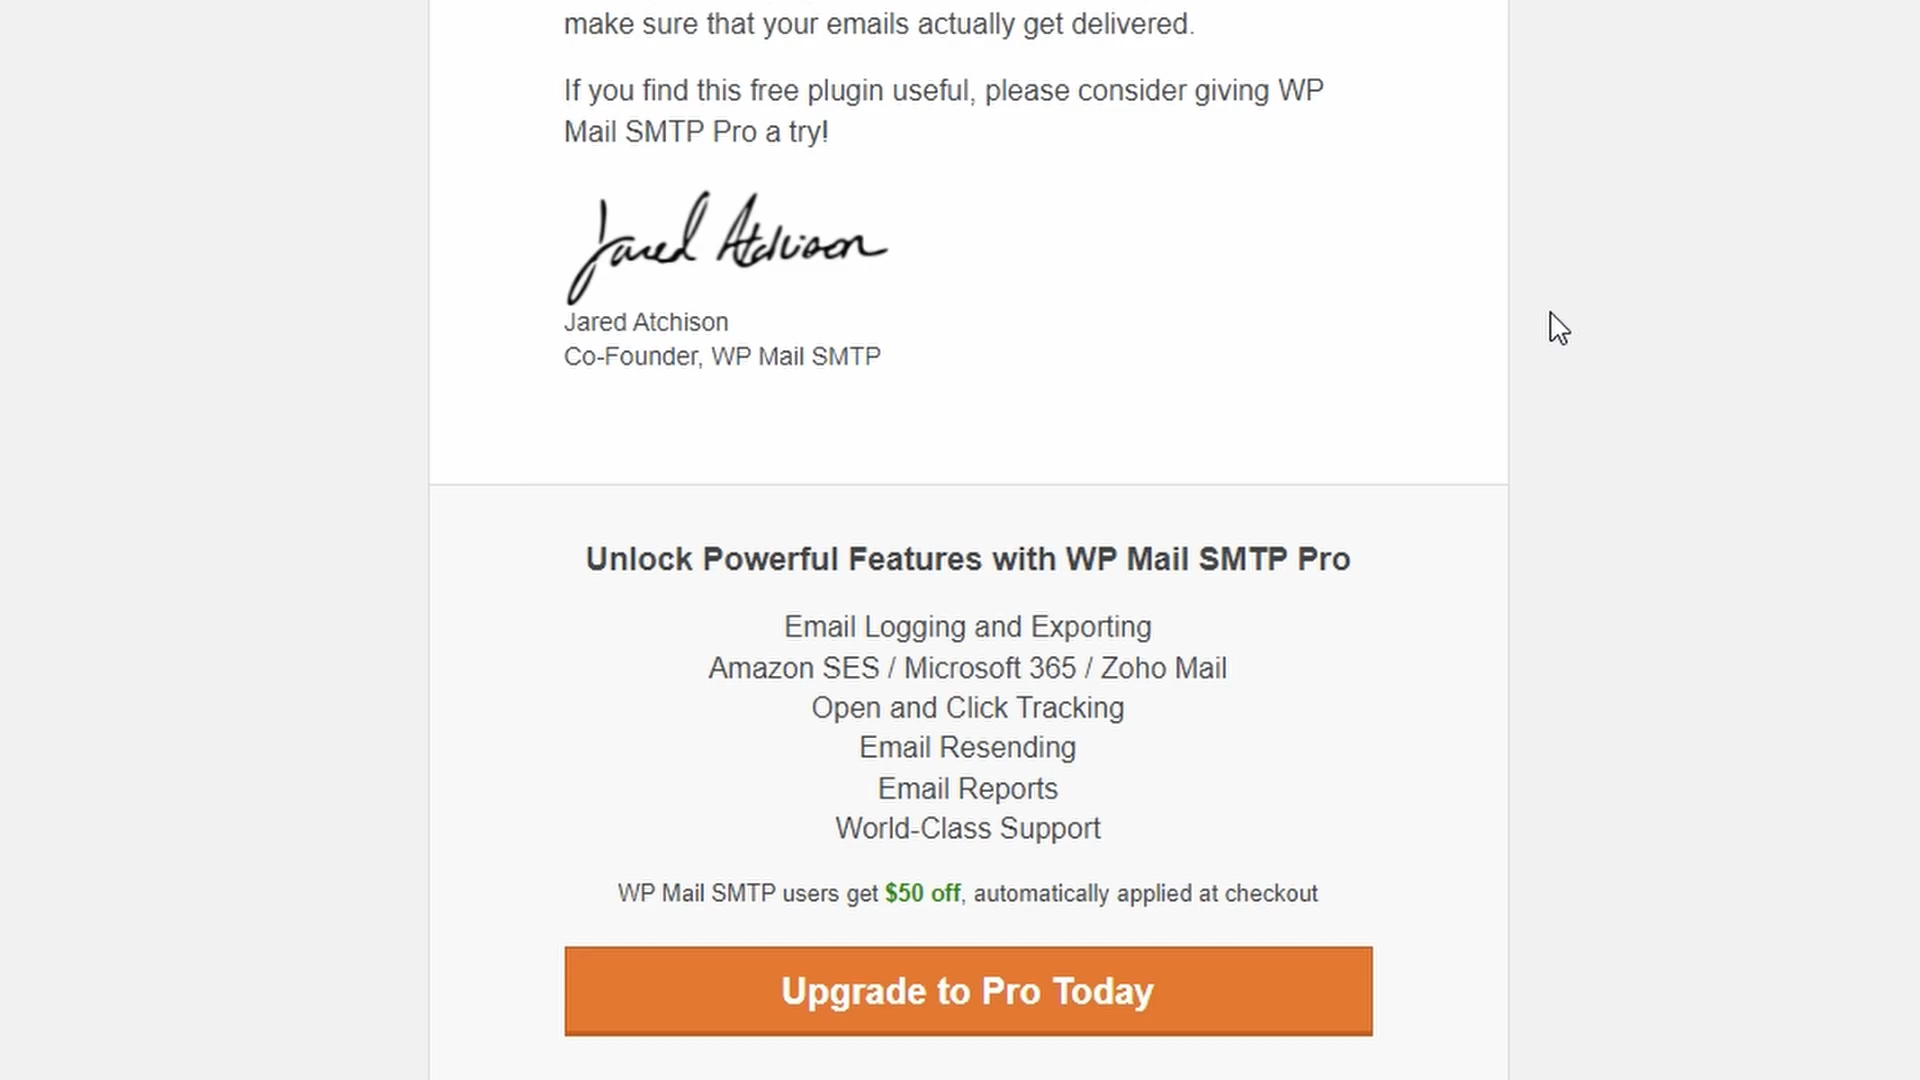 make sure that your emails actually get delivered.
If you find this free plugin useful, please consider giving WP
Mail SMTP Pro a try!
Jared Atchison
Jared Atchison
Co-Founder, WP Mail SMTP
Unlock Powerful Features with WP Mail SMTP Pro
Email Logging and Exporting
Amazon SES / Microsoft 365 / Zoho Mail
Open and Click Tracking
Email Resending
Email Reports
World-Class Support
WP Mail SMTP users get $50 off, automatically applied at checkout
Upgrade to Pro Today